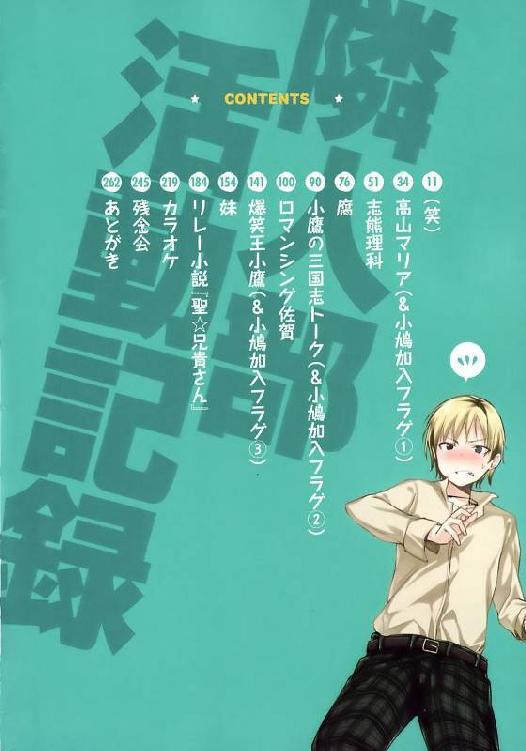 隣人部
活動記録
CONTENTS
11 (笑)
34 高山マリア(&小鳩加入フラグ①)
51 志熊理科
76 腐
90 小鷹の三国志トーク(&小鳩加入フラグ②)
100 ロマンシング佐賀
141 爆笑王小鷹(&小鳩加入フラグ③)
154 妹
184 リレー小説『聖☆兄貴さん』
219 カラオケ
245 残念会
262 あとがき